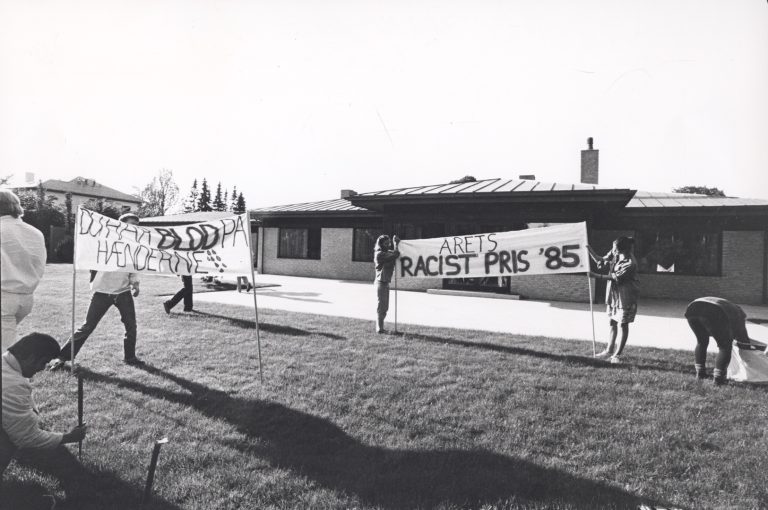 DU HAR BLOD PÅ
HÆNDERNE!!!
ÅRETS
RACIST PRIS '85